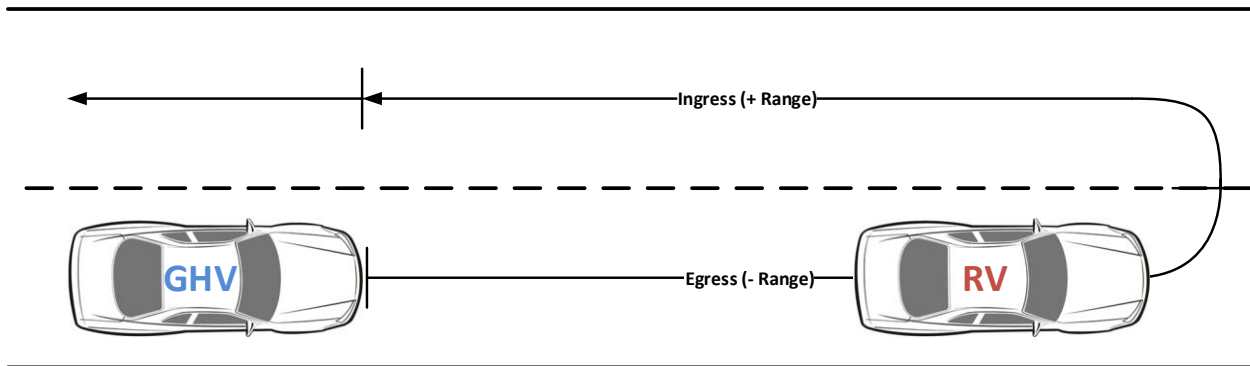 Ingress (+ Range)
GHV
Egress (- Range)
RV